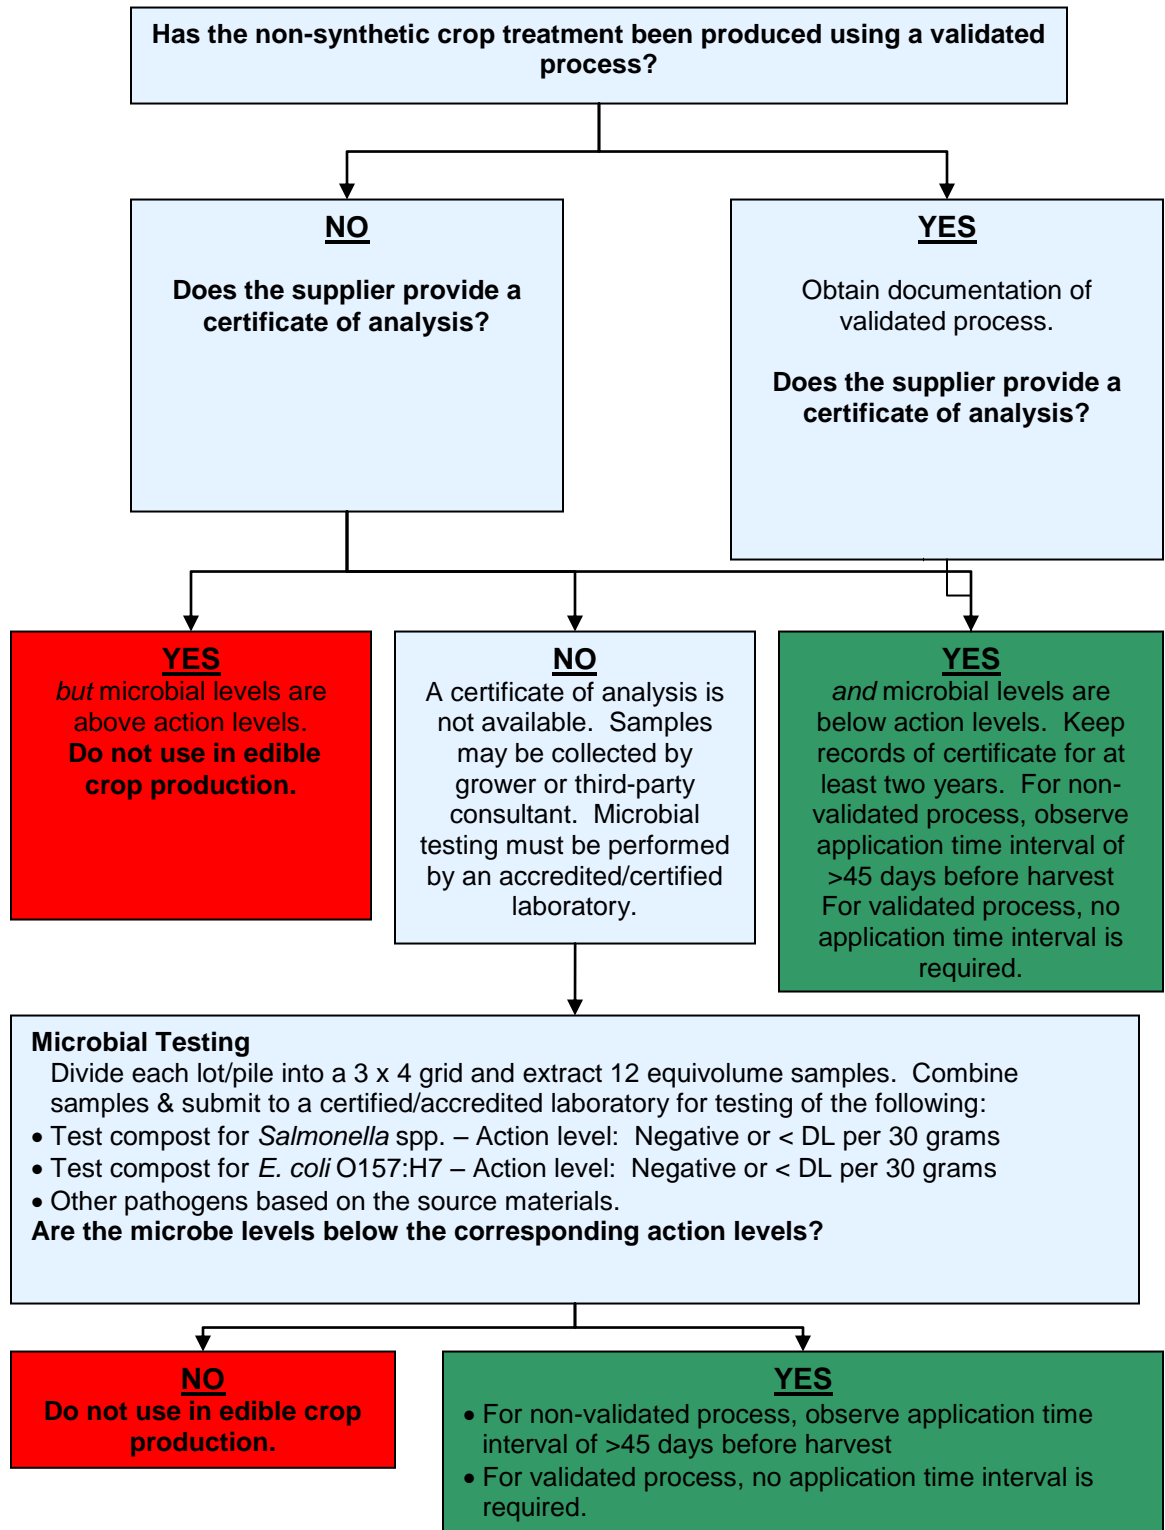 Has the non-synthetic crop treatment been produced using a validated
process?
NO
Does the supplier provide a
certificate of analysis?
YES
Obtain documentation of
validated process.
Does the supplier provide a
certificate of analysis?
YES
but microbial levels are
above action levels.
Do not use in edible
crop production.
NO
A certificate of analysis is
not available.  Samples
may be collected by
grower or third-party
consultant.  Microbial
testing must be performed
by an accredited/certified
laboratory.
YES
and microbial levels are
below action levels.  Keep
records of certificate for at
least two years.  For non-
validated process, observe
application time interval of
>45 days before harvest
For validated process, no
application time interval is
required.
Microbial Testing
Divide each lot/pile into a 3 x 4 grid and extract 12 equivolume samples.  Combine
samples & submit to a certified/accredited laboratory for testing of the following:
• Test compost for Salmonella spp. – Action level:  Negative or < DL per 30 grams
• Test compost for E. coli O157:H7 – Action level:  Negative or < DL per 30 grams
• Other pathogens based on the source materials.
Are the microbe levels below the corresponding action levels?
NO
Do not use in edible crop
production.
YES
• For non-validated process, observe application time
interval of >45 days before harvest
• For validated process, no application time interval is
required.